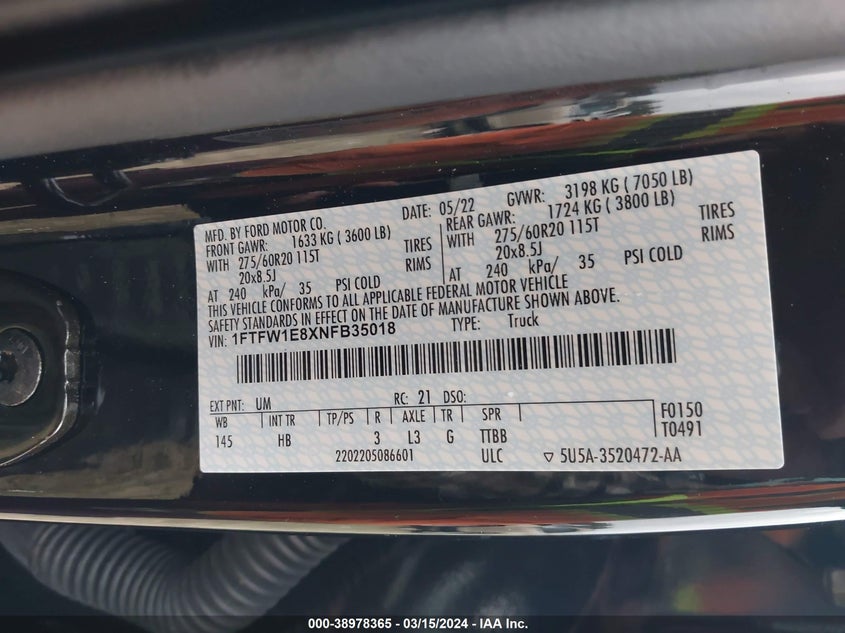 MFD. BY FORD MOTOR CO.
DATE: 05/22 GVWR: 3198 KG ( 7050 LB)
FRONT GAWR: 1633 KG ( 3600 LB)
REAR GAWR: 1724 KG ( 3800 LB)
WITH 275/60R20 115T TIRES
WITH 275/60R20 115T TIRES
20x8.5J RIMS
20x8.5J RIMS
AT 240 kPa/ 35 PSI COLD
AT 240 kPa/ 35 PSI COLD
THIS VEHICLE CONFORMS TO ALL APPLICABLE FEDERAL MOTOR VEHICLE
SAFETY STANDARDS IN EFFECT ON THE DATE OF MANUFACTURE SHOWN ABOVE.
VIN: 1FTFW1E8XNFB35018 TYPE: Truck
EXT PNT: UM RC: 21 DSO:
WB INT TR TP/PS R AXLE TR SPR F0150
145 HB 3 L3 G TTBB T0491
2202205086601 ULC ▽ 5U5A-3520472-AA
000-38978365 - 03/15/2024 - IAA Inc.